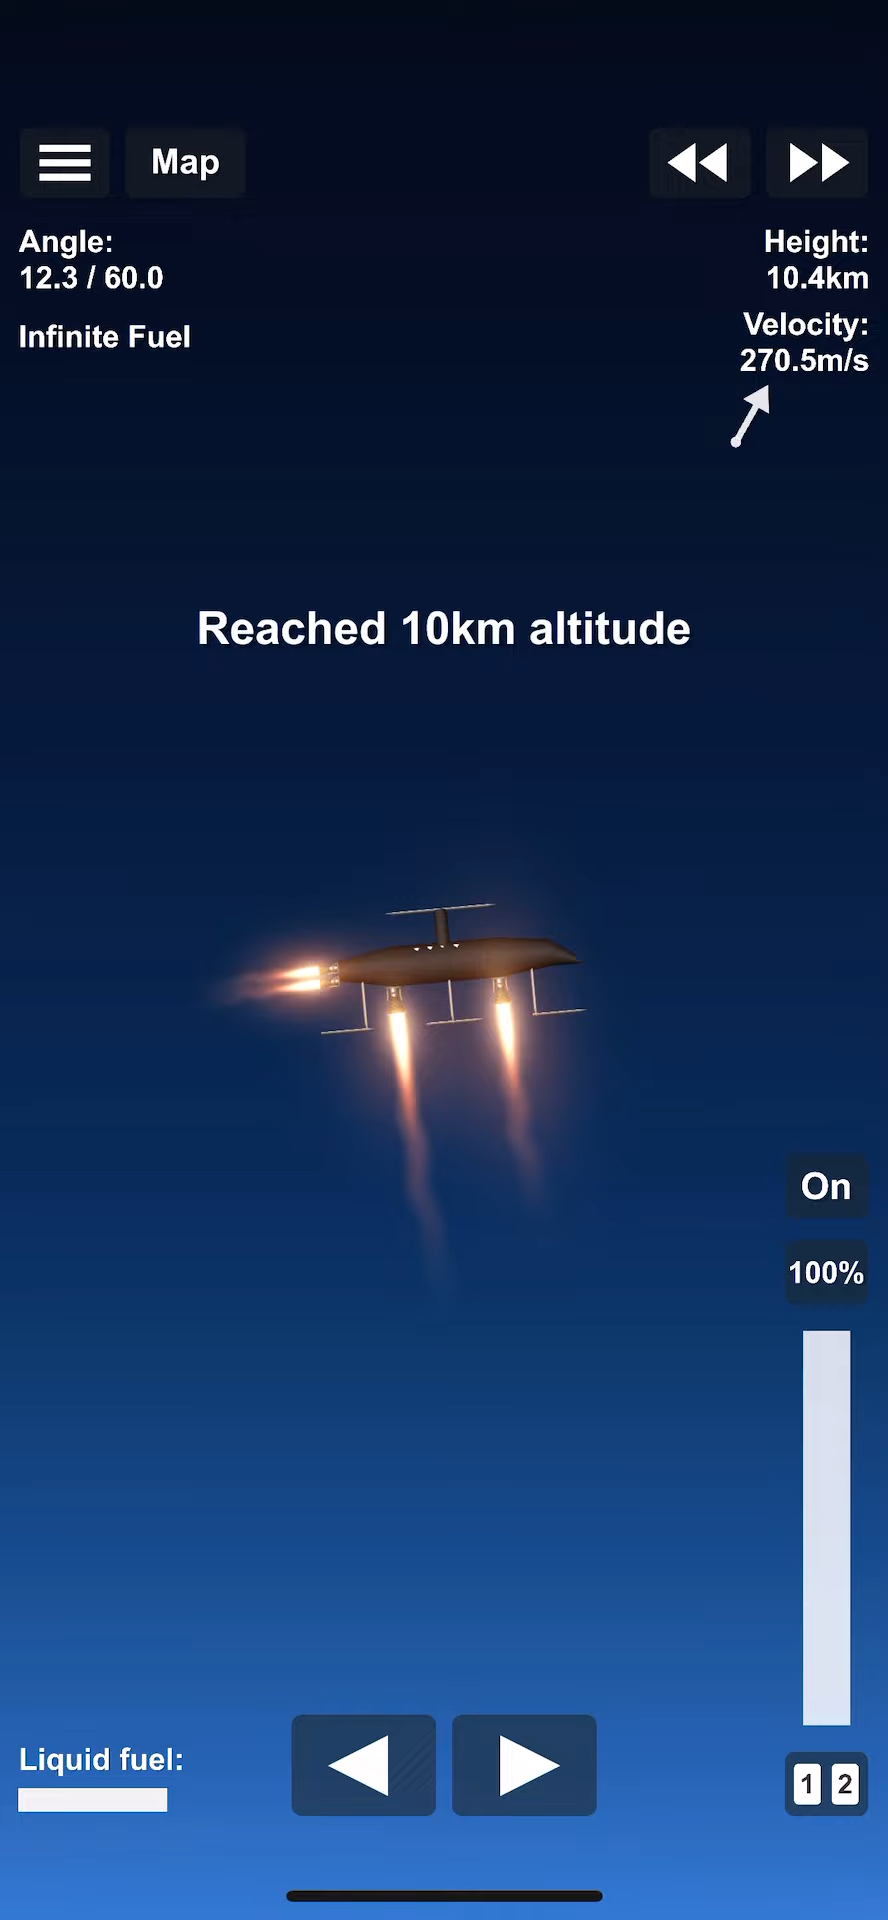 Map
Angle:
12.3 / 60.0
Infinite Fuel
Height:
10.4km
Velocity:
270.5m/s
Reached 10km altitude
On
100%
Liquid fuel:
1 2